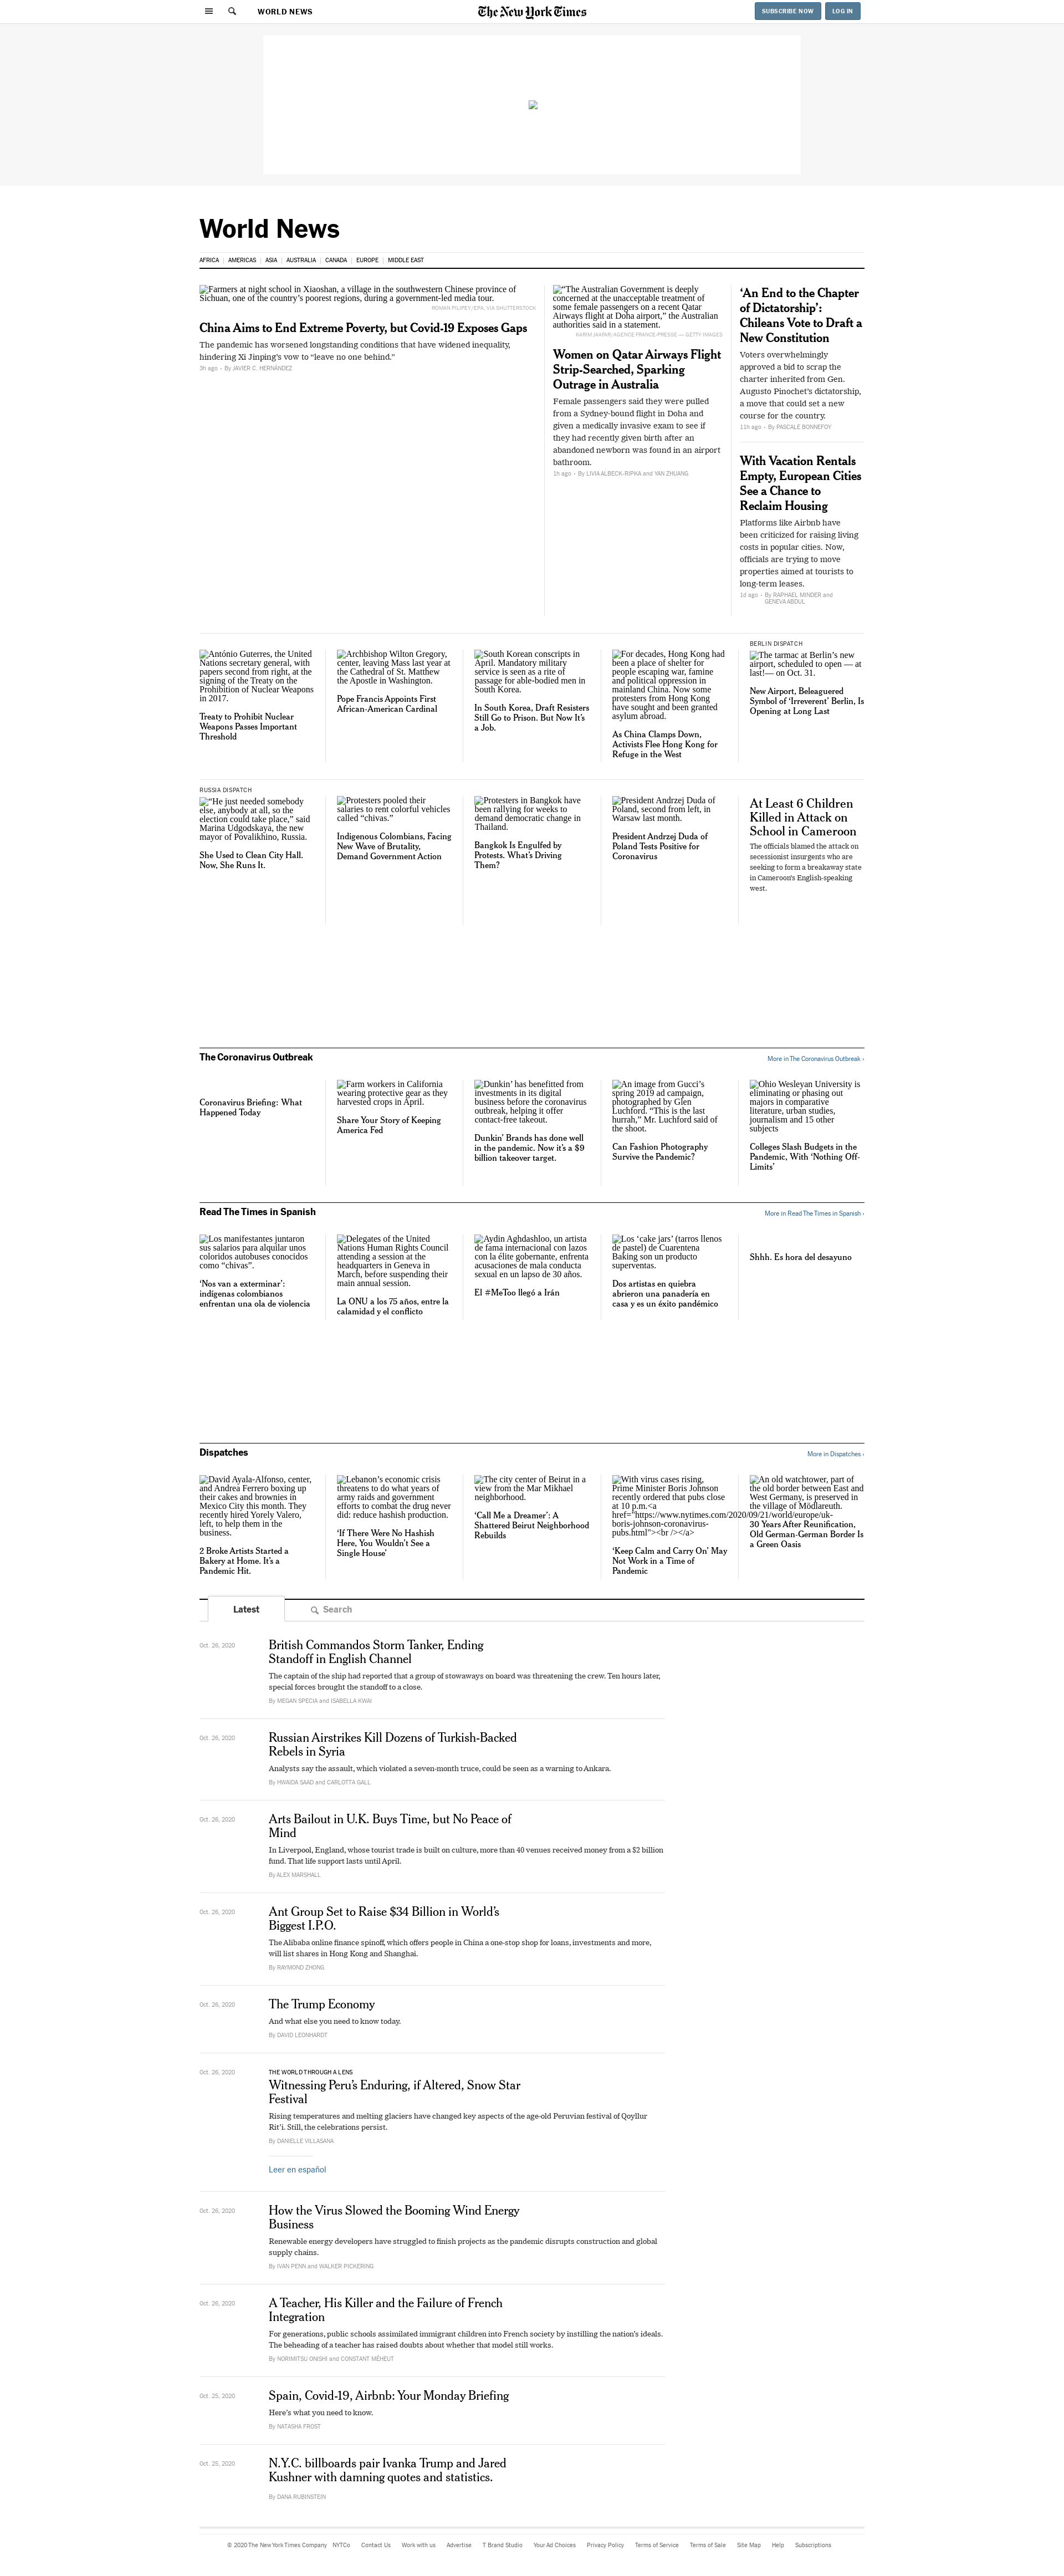 WORLD NEWS
The New York Times
SUBSCRIBE NOW
LOG IN
World News
AFRICA
AMERICAS
ASIA
AUSTRALIA
CANADA
EUROPE
MIDDLE EAST
Farmers at night school in Xiaoshan, a village in the southwestern Chinese province of
Sichuan, one of the country’s poorest regions, during a government-led media tour.
ROMAN PILIPEY/EPA, VIA SHUTTERSTOCK
China Aims to End Extreme Poverty, but Covid-19 Exposes Gaps
The pandemic has worsened longstanding conditions that have widened inequality,
hindering Xi Jinping’s vow to “leave no one behind.”
3h ago
By JAVIER C. HERNÁNDEZ
“The Australian Government is deeply
concerned at the unacceptable treatment of
some female passengers on a recent Qatar
Airways flight at Doha airport,” the Australian
authorities said in a statement.
KARIM JAAFAR/AGENCE FRANCE-PRESSE — GETTY IMAGES
Women on Qatar Airways Flight
Strip-Searched, Sparking
Outrage in Australia
Female passengers said they were pulled
from a Sydney-bound flight in Doha and
given a medically invasive exam to see if
they had recently given birth after an
abandoned newborn was found in an airport
bathroom.
1h ago
By LIVIA ALBECK-RIPKA and YAN ZHUANG
‘An End to the Chapter
of Dictatorship’:
Chileans Vote to Draft a
New Constitution
Voters overwhelmingly
approved a bid to scrap the
charter inherited from Gen.
Augusto Pinochet’s dictatorship,
a move that could set a new
course for the country.
11h ago
By PASCALE BONNEFOY
With Vacation Rentals
Empty, European Cities
See a Chance to
Reclaim Housing
Platforms like Airbnb have
been criticized for raising living
costs in popular cities. Now,
officials are trying to move
properties aimed at tourists to
long-term leases.
1d ago
By RAPHAEL MINDER and
GENEVA ABDUL
António Guterres, the United
Nations secretary general, with
papers second from right, at the
signing of the Treaty on the
Prohibition of Nuclear Weapons
in 2017.
Treaty to Prohibit Nuclear
Weapons Passes Important
Threshold
Archbishop Wilton Gregory,
center, leaving Mass last year at
the Cathedral of St. Matthew
the Apostle in Washington.
Pope Francis Appoints First
African-American Cardinal
South Korean conscripts in
April. Mandatory military
service is seen as a rite of
passage for able-bodied men in
South Korea.
In South Korea, Draft Resisters
Still Go to Prison. But Now It’s
a Job.
For decades, Hong Kong had
been a place of shelter for
people escaping war, famine
and political oppression in
mainland China. Now some
protesters from Hong Kong
have sought and been granted
asylum abroad.
As China Clamps Down,
Activists Flee Hong Kong for
Refuge in the West
BERLIN DISPATCH
The tarmac at Berlin’s new
airport, scheduled to open — at
last!— on Oct. 31.
New Airport, Beleaguered
Symbol of ‘Irreverent’ Berlin, Is
Opening at Long Last
RUSSIA DISPATCH
“He just needed somebody
else, anybody at all, so the
election could take place,” said
Marina Udgodskaya, the new
mayor of Povalikhino, Russia.
She Used to Clean City Hall.
Now, She Runs It.
Protesters pooled their
salaries to rent colorful vehicles
called “chivas.”
Indigenous Colombians, Facing
New Wave of Brutality,
Demand Government Action
Protesters in Bangkok have
been rallying for weeks to
demand democratic change in
Thailand.
Bangkok Is Engulfed by
Protests. What’s Driving
Them?
President Andrzej Duda of
Poland, second from left, in
Warsaw last month.
President Andrzej Duda of
Poland Tests Positive for
Coronavirus
At Least 6 Children
Killed in Attack on
School in Cameroon
The officials blamed the attack on
secessionist insurgents who are
seeking to form a breakaway state
in Cameroon’s English-speaking
west.
The Coronavirus Outbreak
More in The Coronavirus Outbreak ›
Coronavirus Briefing: What
Happened Today
Farm workers in California
wearing protective gear as they
harvested crops in April.
Share Your Story of Keeping
America Fed
Dunkin’ has benefitted from
investments in its digital
business before the coronavirus
outbreak, helping it offer
contact-free takeout.
Dunkin’ Brands has done well
in the pandemic. Now it’s a $9
billion takeover target.
An image from Gucci’s
spring 2019 ad campaign,
photographed by Glen
Luchford. “This is the last
hurrah,” Mr. Luchford said of
the shoot.
Can Fashion Photography
Survive the Pandemic?
Ohio Wesleyan University is
eliminating or phasing out
majors in comparative
literature, urban studies,
journalism and 15 other
subjects
Colleges Slash Budgets in the
Pandemic, With ‘Nothing Off-
Limits’
Read The Times in Spanish
More in Read The Times in Spanish ›
Los manifestantes juntaron
sus salarios para alquilar unos
coloridos autobuses conocidos
como “chivas”.
‘Nos van a exterminar’:
indígenas colombianos
enfrentan una ola de violencia
Delegates of the United
Nations Human Rights Council
attending a session at the
headquarters in Geneva in
March, before suspending their
main annual session.
La ONU a los 75 años, entre la
calamidad y el conflicto
Aydin Aghdashloo, un artista
de fama internacional con lazos
con la élite gobernante, enfrenta
acusaciones de mala conducta
sexual en un lapso de 30 años.
El #MeToo llegó a Irán
Los ‘cake jars’ (tarros llenos
de pastel) de Cuarentena
Baking son un producto
superventas.
Dos artistas en quiebra
abrieron una panadería en
casa y es un éxito pandémico
Shhh. Es hora del desayuno
Dispatches
More in Dispatches ›
David Ayala-Alfonso, center,
and Andrea Ferrero boxing up
their cakes and brownies in
Mexico City this month. They
recently hired Yorely Valero,
left, to help them in the
business.
2 Broke Artists Started a
Bakery at Home. It’s a
Pandemic Hit.
Lebanon’s economic crisis
threatens to do what years of
army raids and government
efforts to combat the drug never
did: reduce hashish production.
‘If There Were No Hashish
Here, You Wouldn’t See a
Single House’
The city center of Beirut in a
view from the Mar Mikhael
neighborhood.
‘Call Me a Dreamer’: A
Shattered Beirut Neighborhood
Rebuilds
With virus cases rising,
Prime Minister Boris Johnson
recently ordered that pubs close
at 10 p.m.<a
href="https://www.nytimes.com/2020/09/21/world/europe/uk-
boris-johnson-coronavirus-
pubs.html"><br /></a>
‘Keep Calm and Carry On’ May
Not Work in a Time of
Pandemic
An old watchtower, part of
the old border between East and
West Germany, is preserved in
the village of Mödlareuth.
30 Years After Reunification,
Old German-German Border Is
a Green Oasis
Latest
Search
Oct. 26, 2020
British Commandos Storm Tanker, Ending
Standoff in English Channel
The captain of the ship had reported that a group of stowaways on board was threatening the crew. Ten hours later,
special forces brought the standoff to a close.
By MEGAN SPECIA and ISABELLA KWAI
Oct. 26, 2020
Russian Airstrikes Kill Dozens of Turkish-Backed
Rebels in Syria
Analysts say the assault, which violated a seven-month truce, could be seen as a warning to Ankara.
By HWAIDA SAAD and CARLOTTA GALL
Oct. 26, 2020
Arts Bailout in U.K. Buys Time, but No Peace of
Mind
In Liverpool, England, whose tourist trade is built on culture, more than 40 venues received money from a $2 billion
fund. That life support lasts until April.
By ALEX MARSHALL
Oct. 26, 2020
Ant Group Set to Raise $34 Billion in World’s
Biggest I.P.O.
The Alibaba online finance spinoff, which offers people in China a one-stop shop for loans, investments and more,
will list shares in Hong Kong and Shanghai.
By RAYMOND ZHONG
Oct. 26, 2020
The Trump Economy
And what else you need to know today.
By DAVID LEONHARDT
Oct. 26, 2020
THE WORLD THROUGH A LENS
Witnessing Peru’s Enduring, if Altered, Snow Star
Festival
Rising temperatures and melting glaciers have changed key aspects of the age-old Peruvian festival of Qoyllur
Rit’i. Still, the celebrations persist.
By DANIELLE VILLASANA
Leer en español
Oct. 26, 2020
How the Virus Slowed the Booming Wind Energy
Business
Renewable energy developers have struggled to finish projects as the pandemic disrupts construction and global
supply chains.
By IVAN PENN and WALKER PICKERING
Oct. 26, 2020
A Teacher, His Killer and the Failure of French
Integration
For generations, public schools assimilated immigrant children into French society by instilling the nation’s ideals.
The beheading of a teacher has raised doubts about whether that model still works.
By NORIMITSU ONISHI and CONSTANT MÉHEUT
Oct. 25, 2020
Spain, Covid-19, Airbnb: Your Monday Briefing
Here’s what you need to know.
By NATASHA FROST
Oct. 25, 2020
N.Y.C. billboards pair Ivanka Trump and Jared
Kushner with damning quotes and statistics.
By DANA RUBINSTEIN
© 2020 The New York Times Company
NYTCo
Contact Us
Work with us
Advertise
T Brand Studio
Your Ad Choices
Privacy Policy
Terms of Service
Terms of Sale
Site Map
Help
Subscriptions